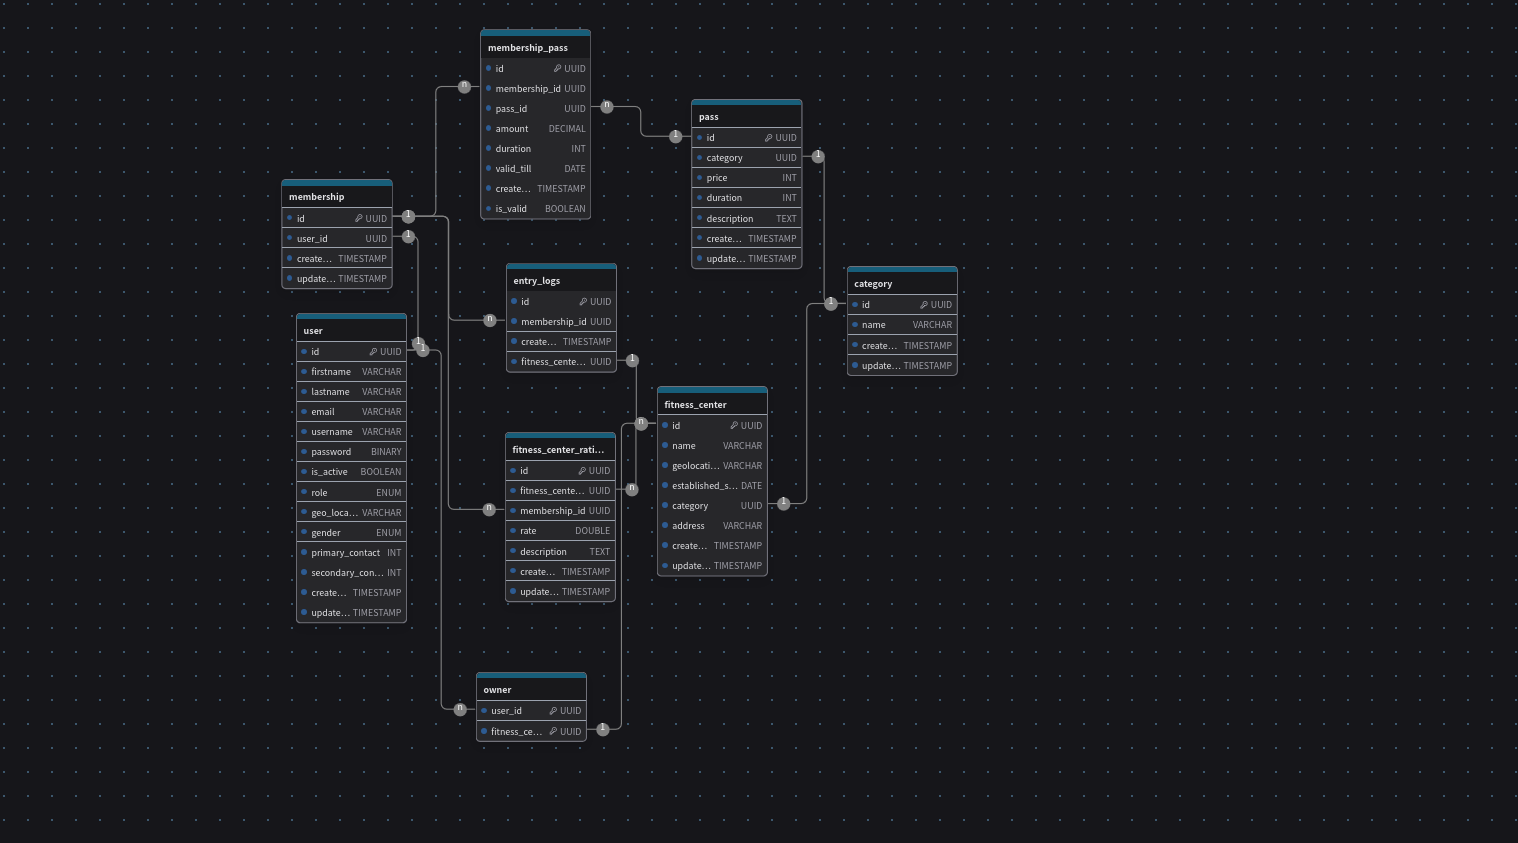 membership_pass
id UUID
n membership_id UUID
pass_id UUID n
amount DECIMAL
duration INT
valid_till DATE
create... TIMESTAMP
is_valid BOOLEAN
pass
1 id UUID
category UUID 1
price INT
duration INT
description TEXT
create... TIMESTAMP
update... TIMESTAMP
membership
id UUID 1
user_id UUID 1
create... TIMESTAMP
update... TIMESTAMP
entry_logs
id UUID
n membership_id UUID
create... TIMESTAMP
fitness_cente... UUID 1
category
1 id UUID
name VARCHAR
create... TIMESTAMP
update... TIMESTAMP
user
1
id UUID 1
firstname VARCHAR
lastname VARCHAR
email VARCHAR
username VARCHAR
password BINARY
is_active BOOLEAN
role ENUM
geo_loca... VARCHAR
gender ENUM
primary_contact INT
secondary_con... INT
create... TIMESTAMP
update... TIMESTAMP
fitness_center_rati...
id UUID
fitness_cente... UUID n
n membership_id UUID
rate DOUBLE
description TEXT
create... TIMESTAMP
update... TIMESTAMP
fitness_center
n id UUID
name VARCHAR
geolocati... VARCHAR
established_s... DATE
category UUID 1
address VARCHAR
create... TIMESTAMP
update... TIMESTAMP
owner
n user_id UUID
fitness_ce... UUID 1